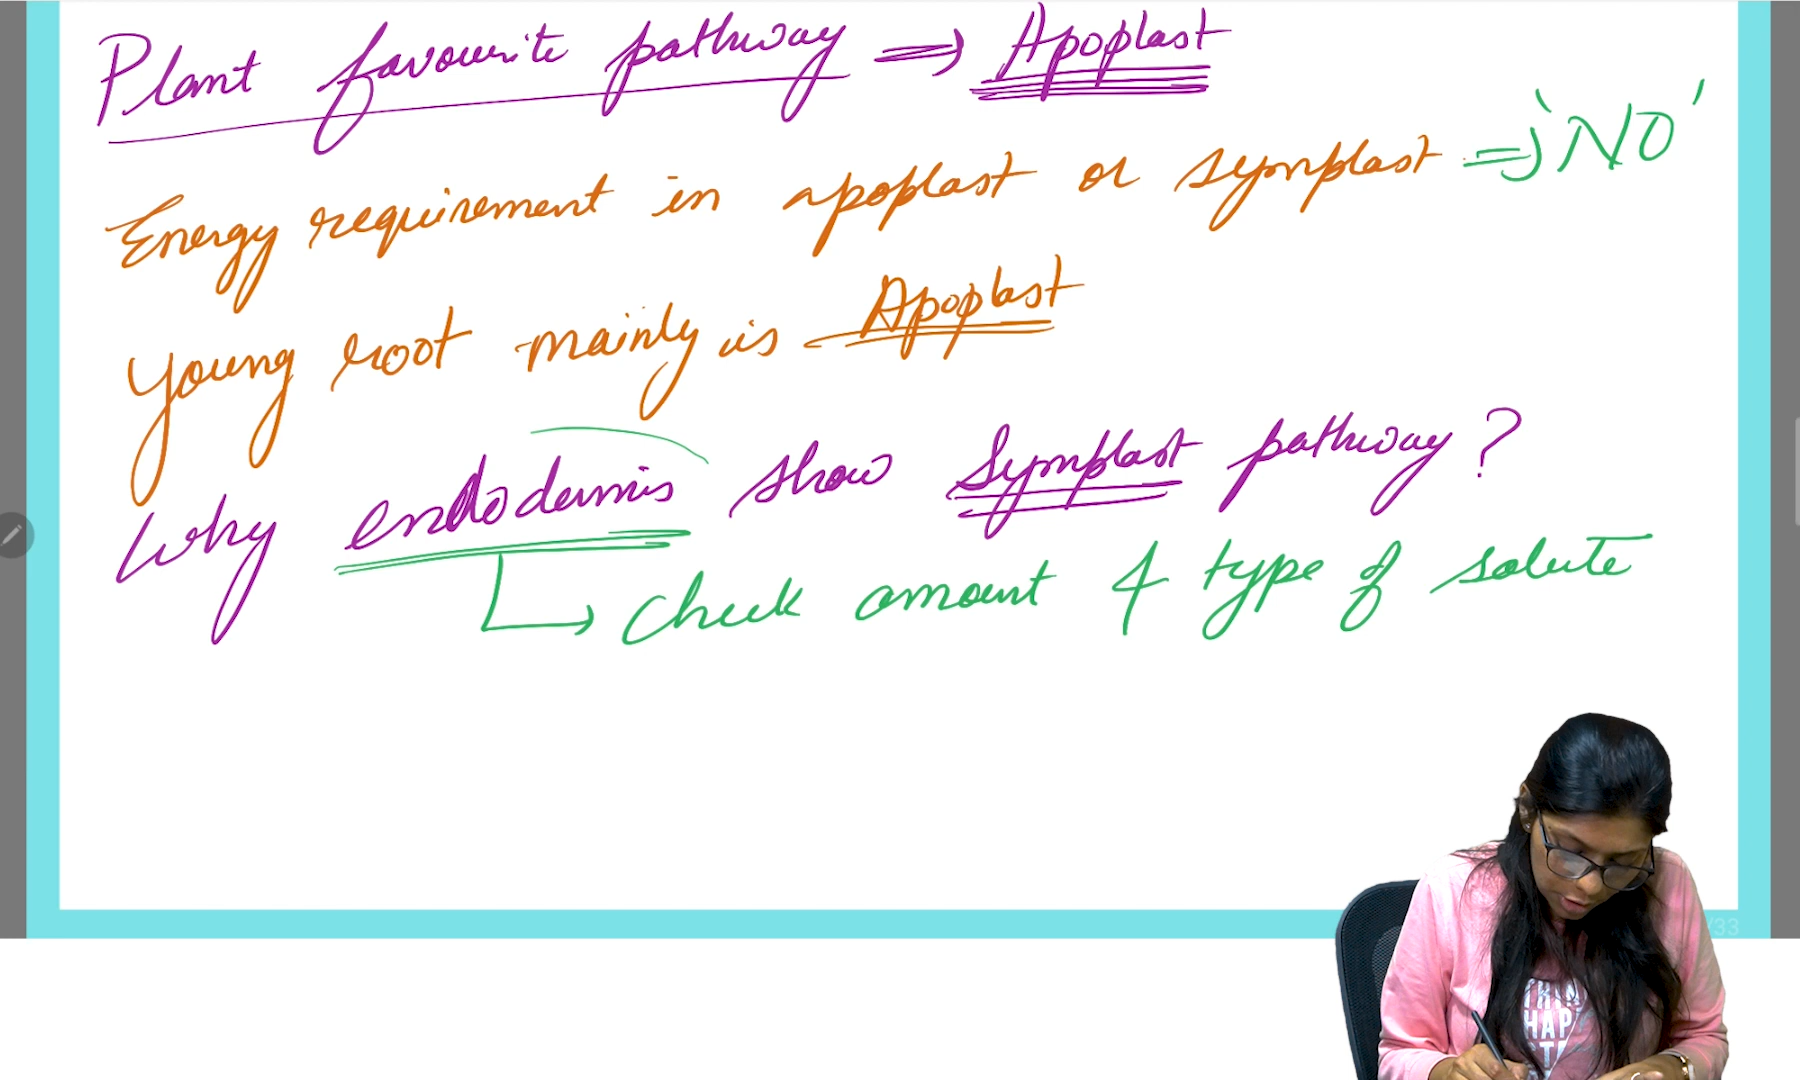 Plant favourite pathway ⇒ Apoplast
Energy requirement in apoplast or symplast ⇒ 'NO'
Young root mainly is Apoplast
Why endodermis show Symplast pathway?
Check amount & type of solute
/33